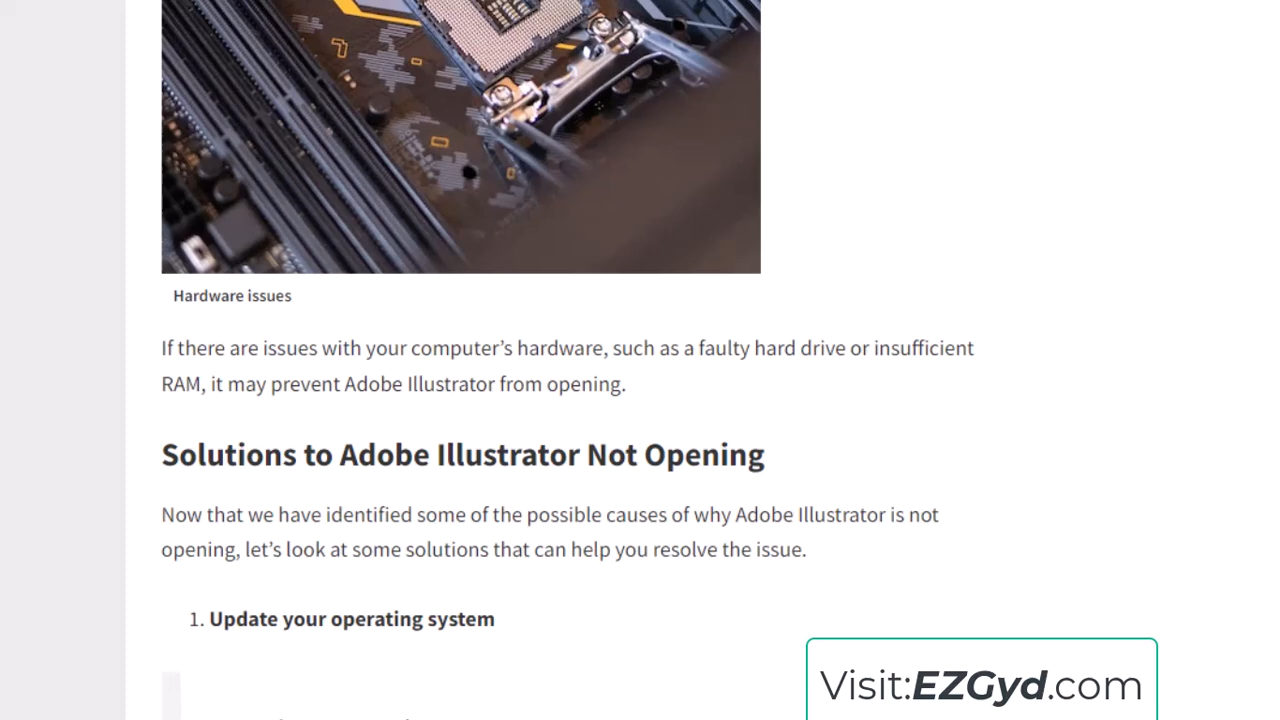 Hardware issues
If there are issues with your computer’s hardware, such as a faulty hard drive or insufficient
RAM, it may prevent Adobe Illustrator from opening.
Solutions to Adobe Illustrator Not Opening
Now that we have identified some of the possible causes of why Adobe Illustrator is not
opening, let’s look at some solutions that can help you resolve the issue.
1. Update your operating system
Visit:EZGyd.com